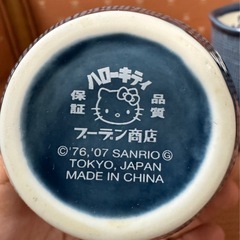 ハローキティ
保証 品質
フーデン商店
©'76,'07 SANRIO Ⓖ
TOKYO, JAPAN
MADE IN CHINA